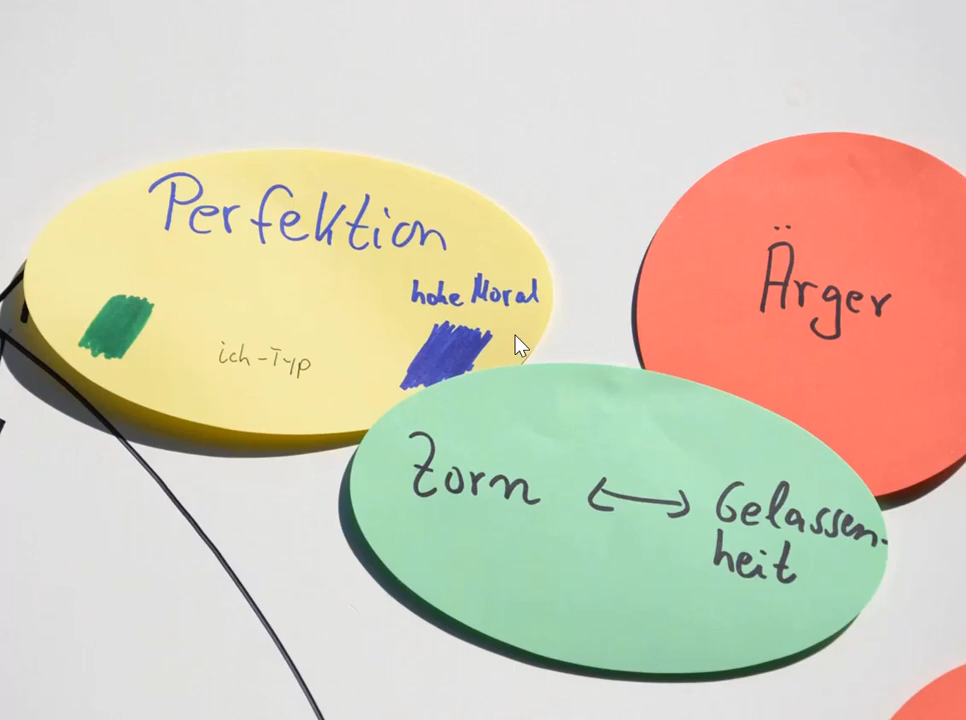 Perfektion
hohe Moral
ich-Typ
Ärger
Zorn ↔ Gelassen-
heit